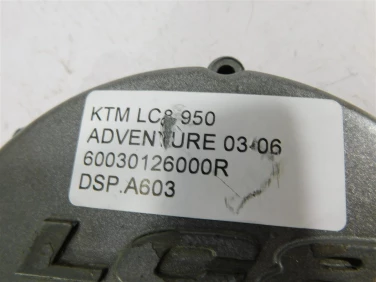 KTM LC8 950
ADVENTURE 03-06
60030126000R
DSP.A603
LC8